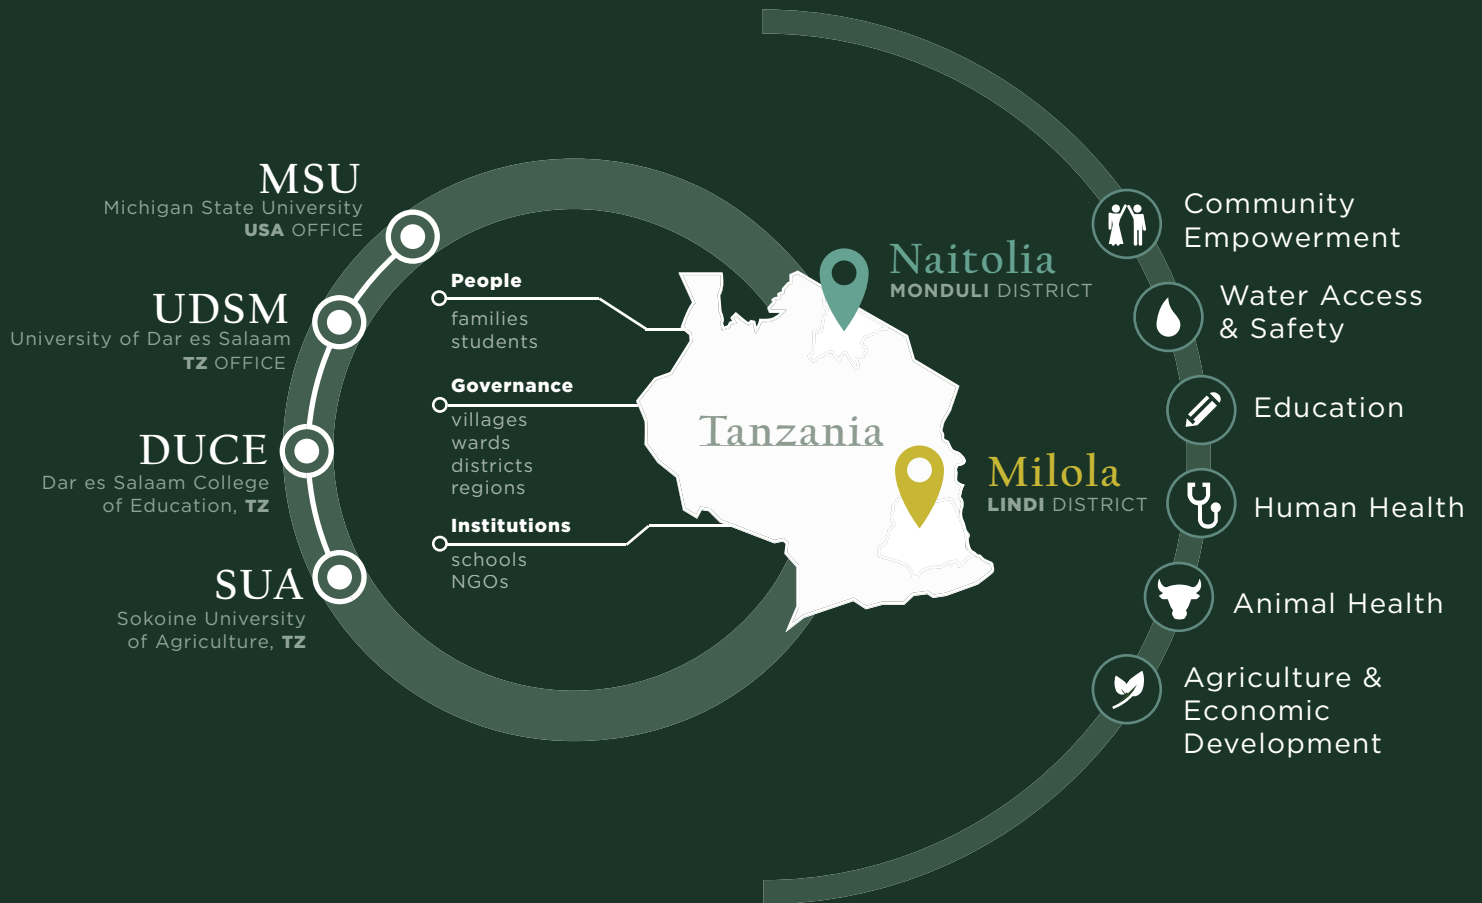 MSU
Michigan State University
USA OFFICE
UDSM
University of Dar es Salaam
TZ OFFICE
DUCE
Dar es Salaam College
of Education, TZ
SUA
Sokoine University
of Agriculture, TZ
People
families
students
Governance
villages
wards
districts
regions
Institutions
schools
NGOs
Tanzania
Naitolia
MONDULI DISTRICT
Milola
LINDI DISTRICT
Community
Empowerment
Water Access
& Safety
Education
Human Health
Animal Health
Agriculture &
Economic
Development